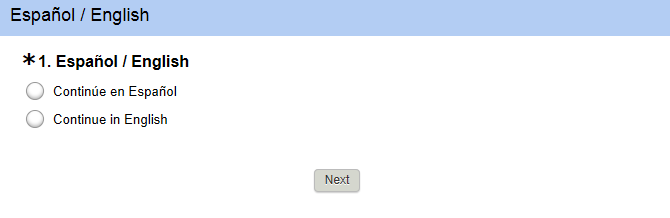 Español / English
*1. Español / English
Continúe en Español
Continue in English
Next